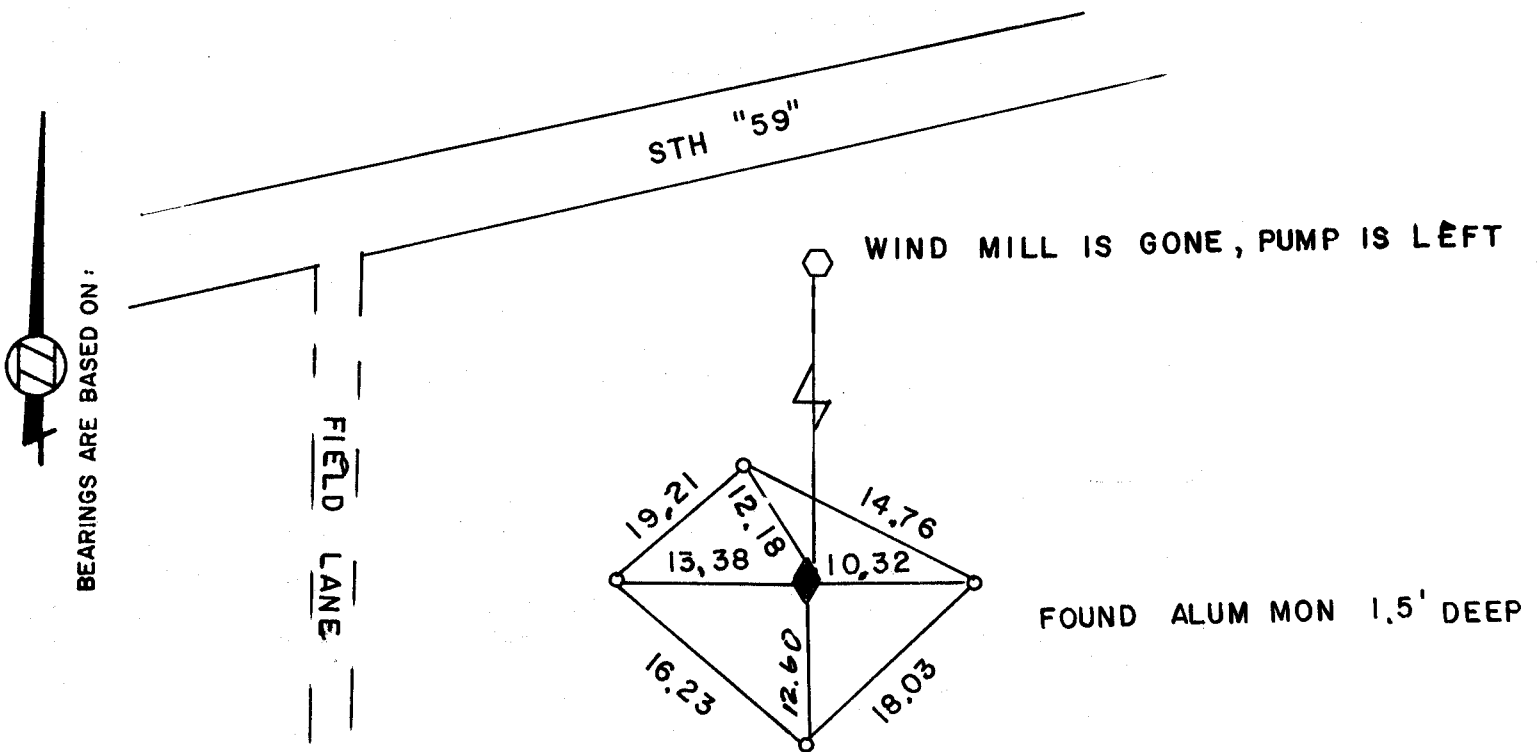 STH "59"
WIND MILL IS GONE, PUMP IS LEFT
BEARINGS ARE BASED ON:
FIELD LANE
19.21
12.18
14.76
13,38
10,32
FOUND ALUM MON 1.5' DEEP
16.23
12.60
18.03